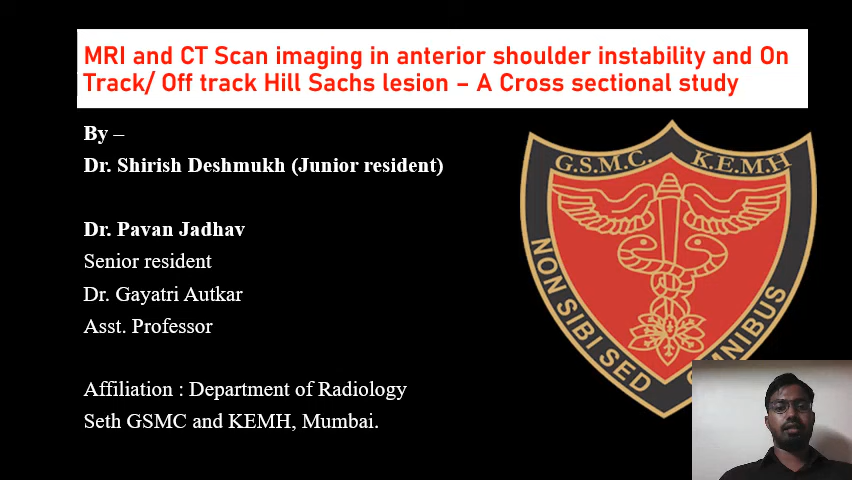 MRI and CT Scan imaging in anterior shoulder instability and On
Track/ Off track Hill Sachs lesion – A Cross sectional study
By –
Dr. Shirish Deshmukh (Junior resident)
Dr. Pavan Jadhav
Senior resident
Dr. Gayatri Autkar
Asst. Professor
Affiliation : Department of Radiology
Seth GSMC and KEMH, Mumbai.
G.S.M.C. K.E.M.H
NON SIBI SED